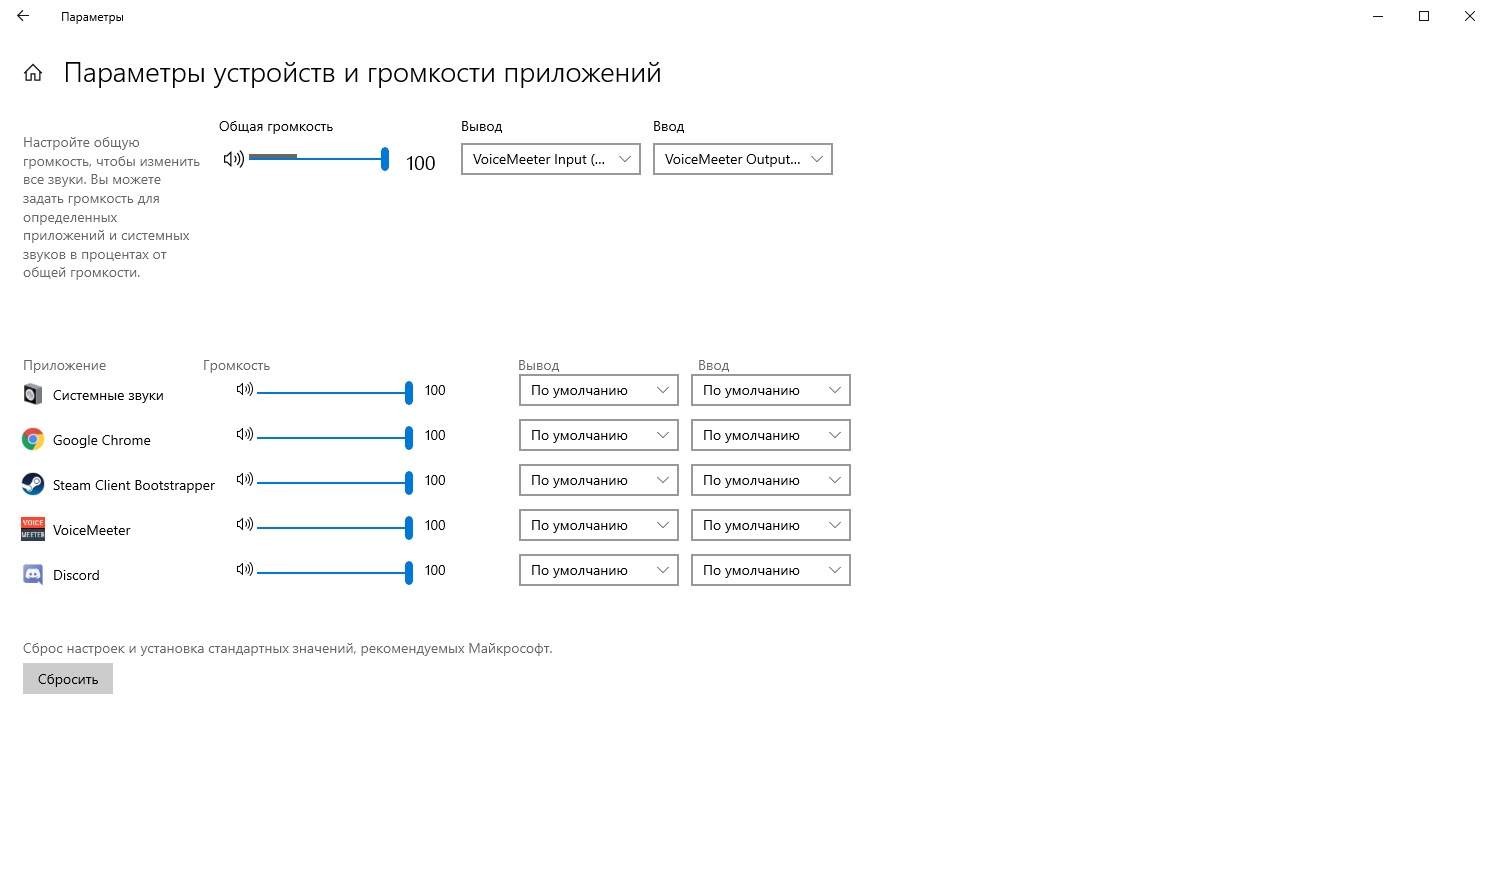 Параметры
Параметры устройств и громкости приложений
Настройте общую
громкость, чтобы изменить
все звуки. Вы можете
задать громкость для
определенных
приложений и системных
звуков в процентах от
общей громкости.
Общая громкость
100
Вывод
VoiceMeeter Input (...
Ввод
VoiceMeeter Output...
Приложение Громкость Вывод Ввод
Системные звуки 100 По умолчанию По умолчанию
Google Chrome 100 По умолчанию По умолчанию
Steam Client Bootstrapper 100 По умолчанию По умолчанию
VOICE
MEETER
VoiceMeeter 100 По умолчанию По умолчанию
Discord 100 По умолчанию По умолчанию
Сброс настроек и установка стандартных значений, рекомендуемых Майкрософт.
Сбросить